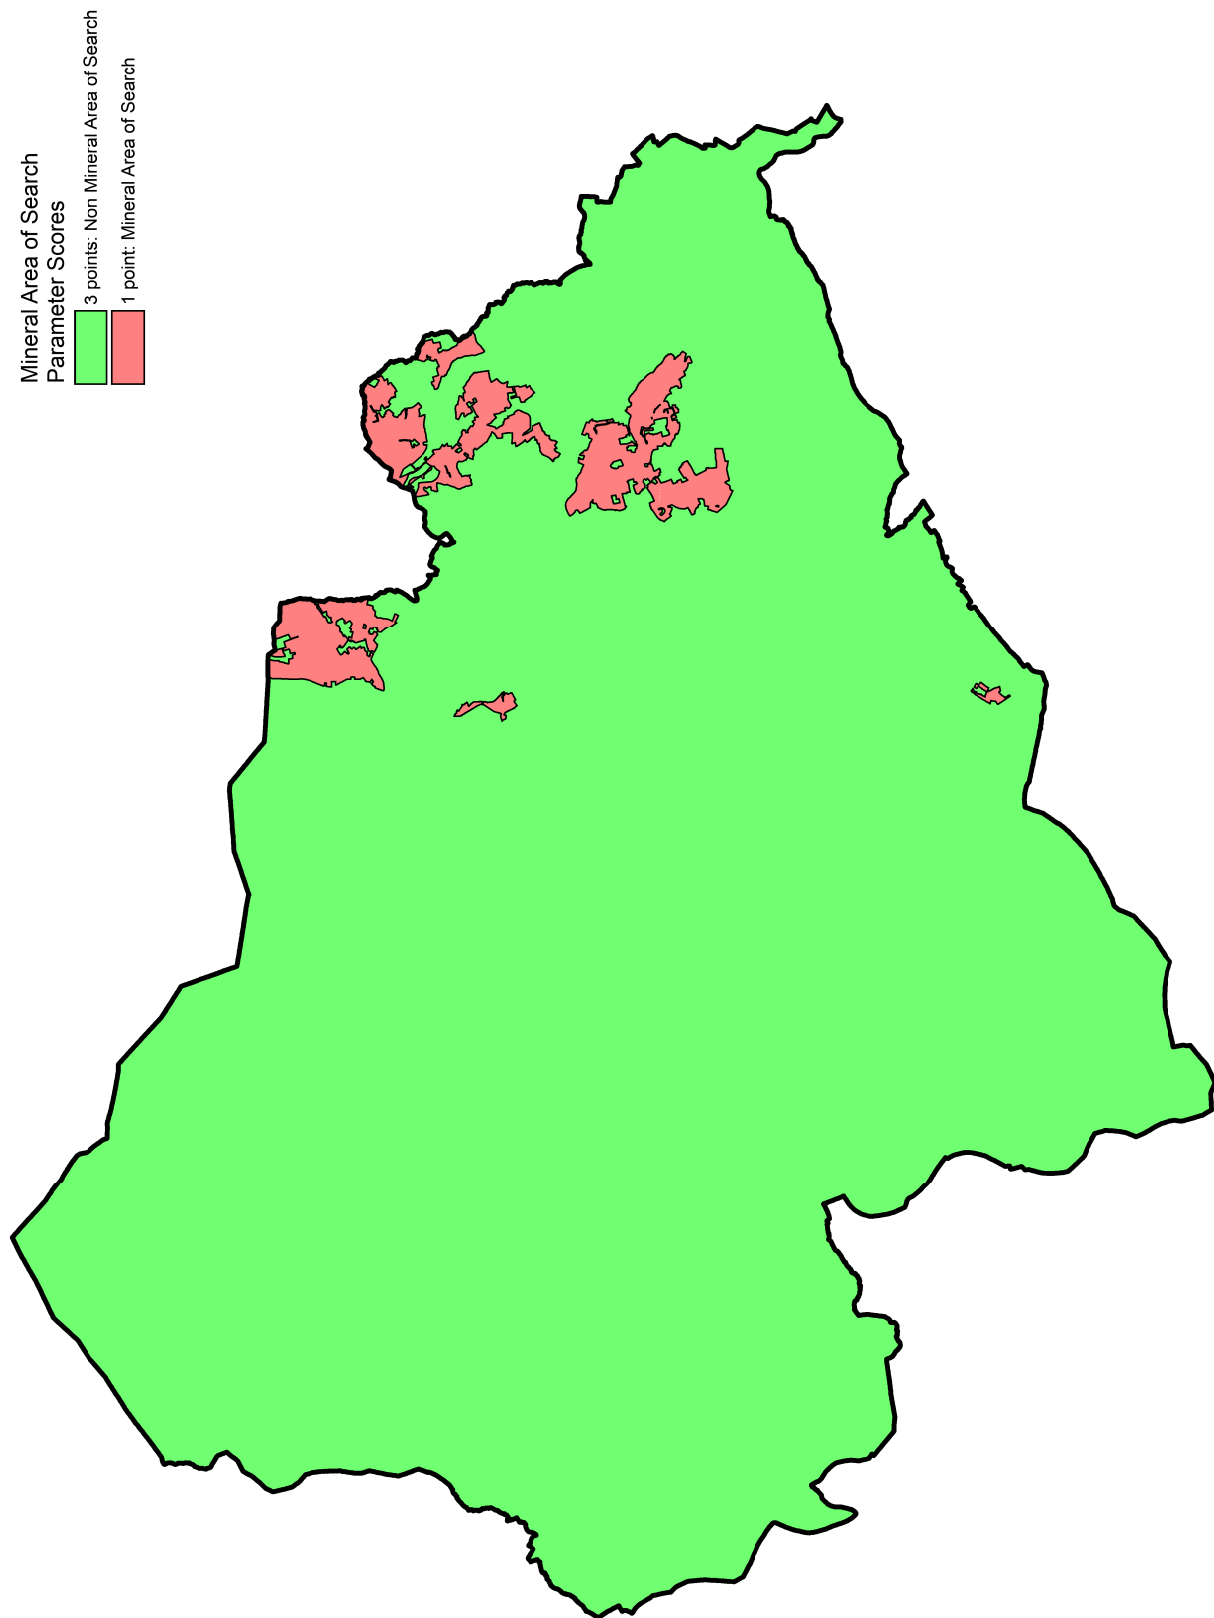 Mineral Area of Search
Parameter Scores
3 points: Non Mineral Area of Search
1 point: Mineral Area of Search